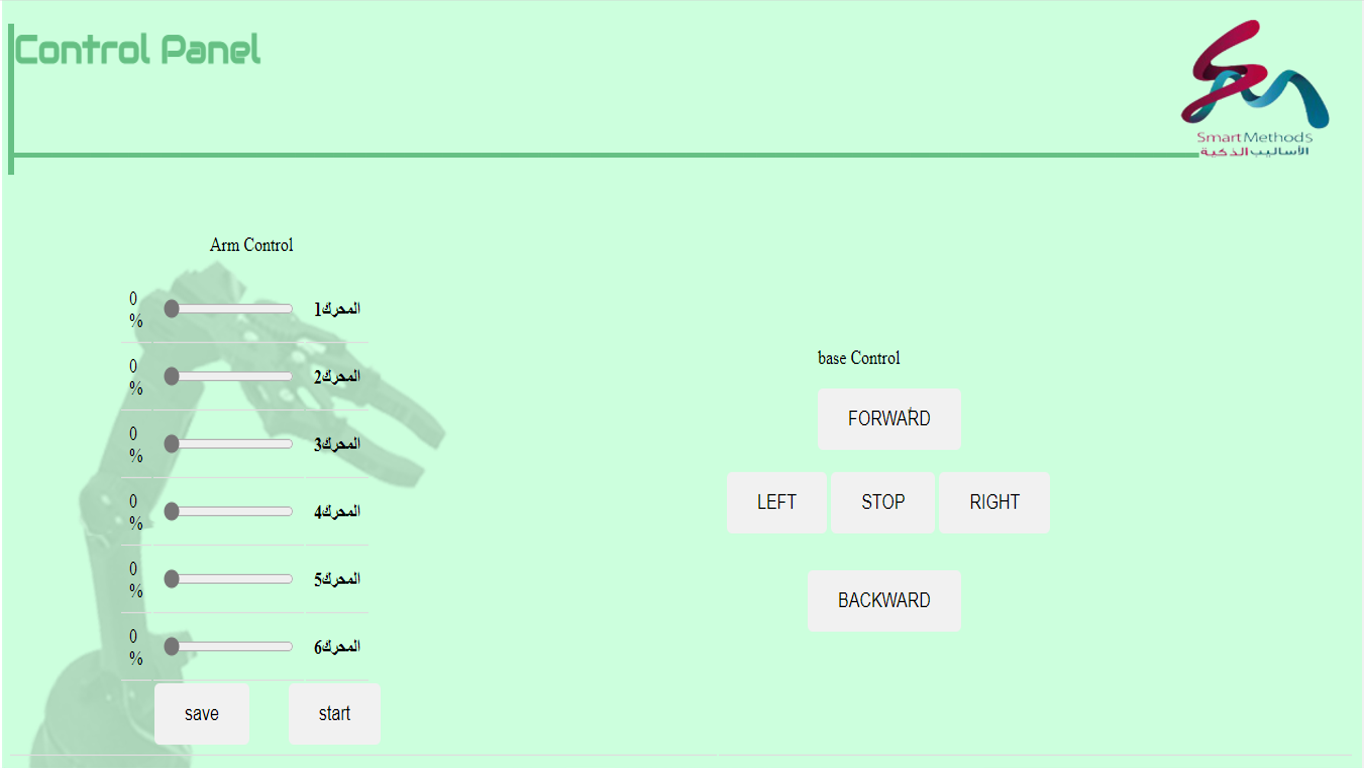 Control Panel
SmartMethods
الأساليب الذكية
Arm Control
0
%
المحرك1
0
%
المحرك2
0
%
المحرك3
0
%
المحرك4
0
%
المحرك5
0
%
المحرك6
save
start
base Control
FORWARD
LEFT
STOP
RIGHT
BACKWARD